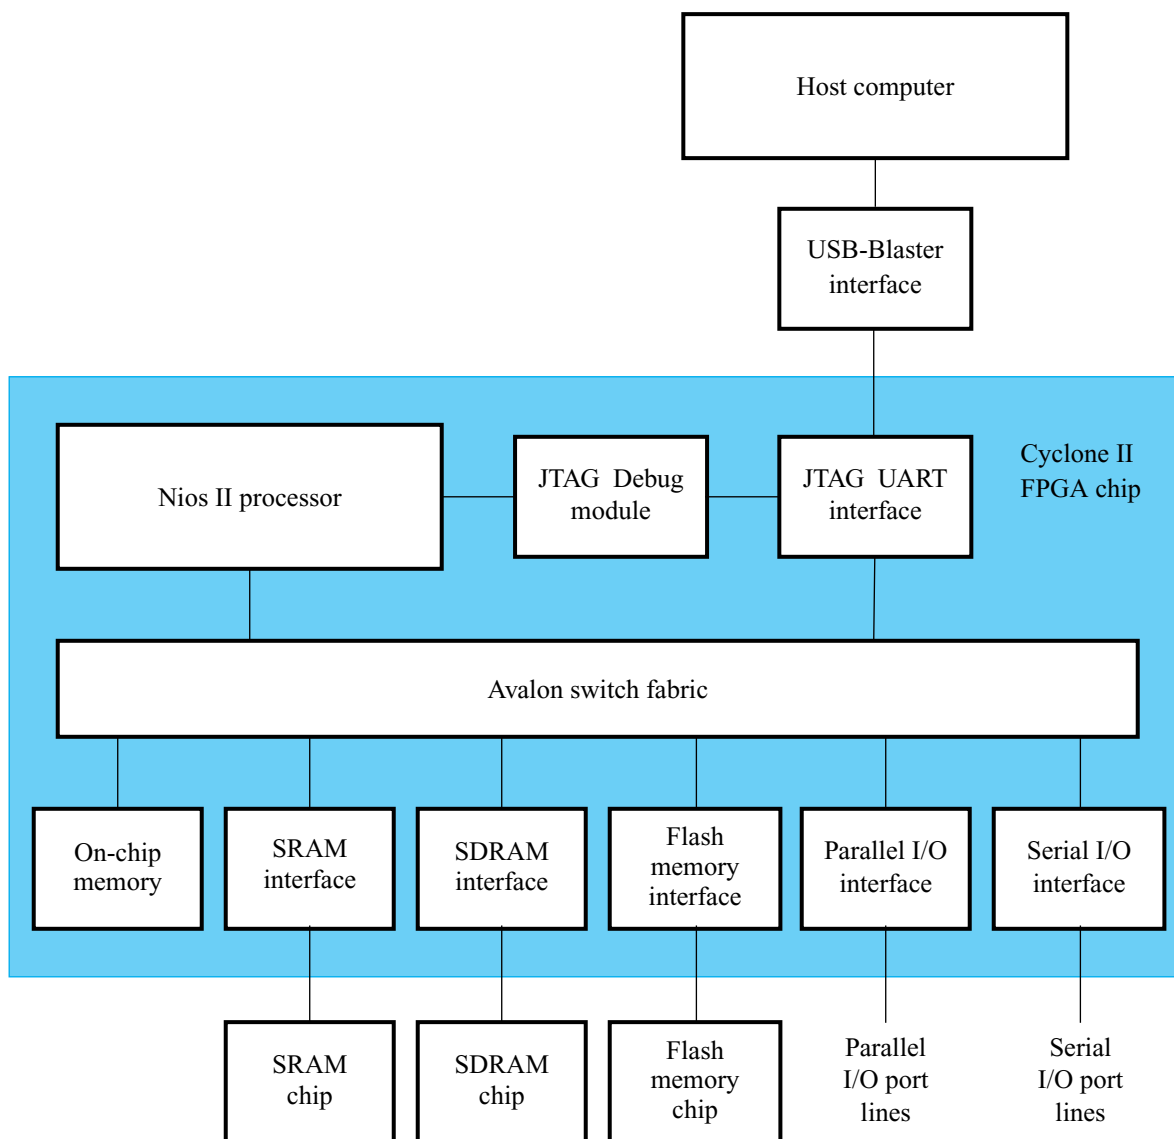 Host computer
USB-Blaster
interface
Cyclone II
FPGA chip
Nios II processor
JTAG Debug
module
JTAG UART
interface
Avalon switch fabric
On-chip
memory
SRAM
interface
SDRAM
interface
Flash
memory
interface
Parallel I/O
interface
Serial I/O
interface
SRAM
chip
SDRAM
chip
Flash
memory
chip
Parallel
I/O port
lines
Serial
I/O port
lines